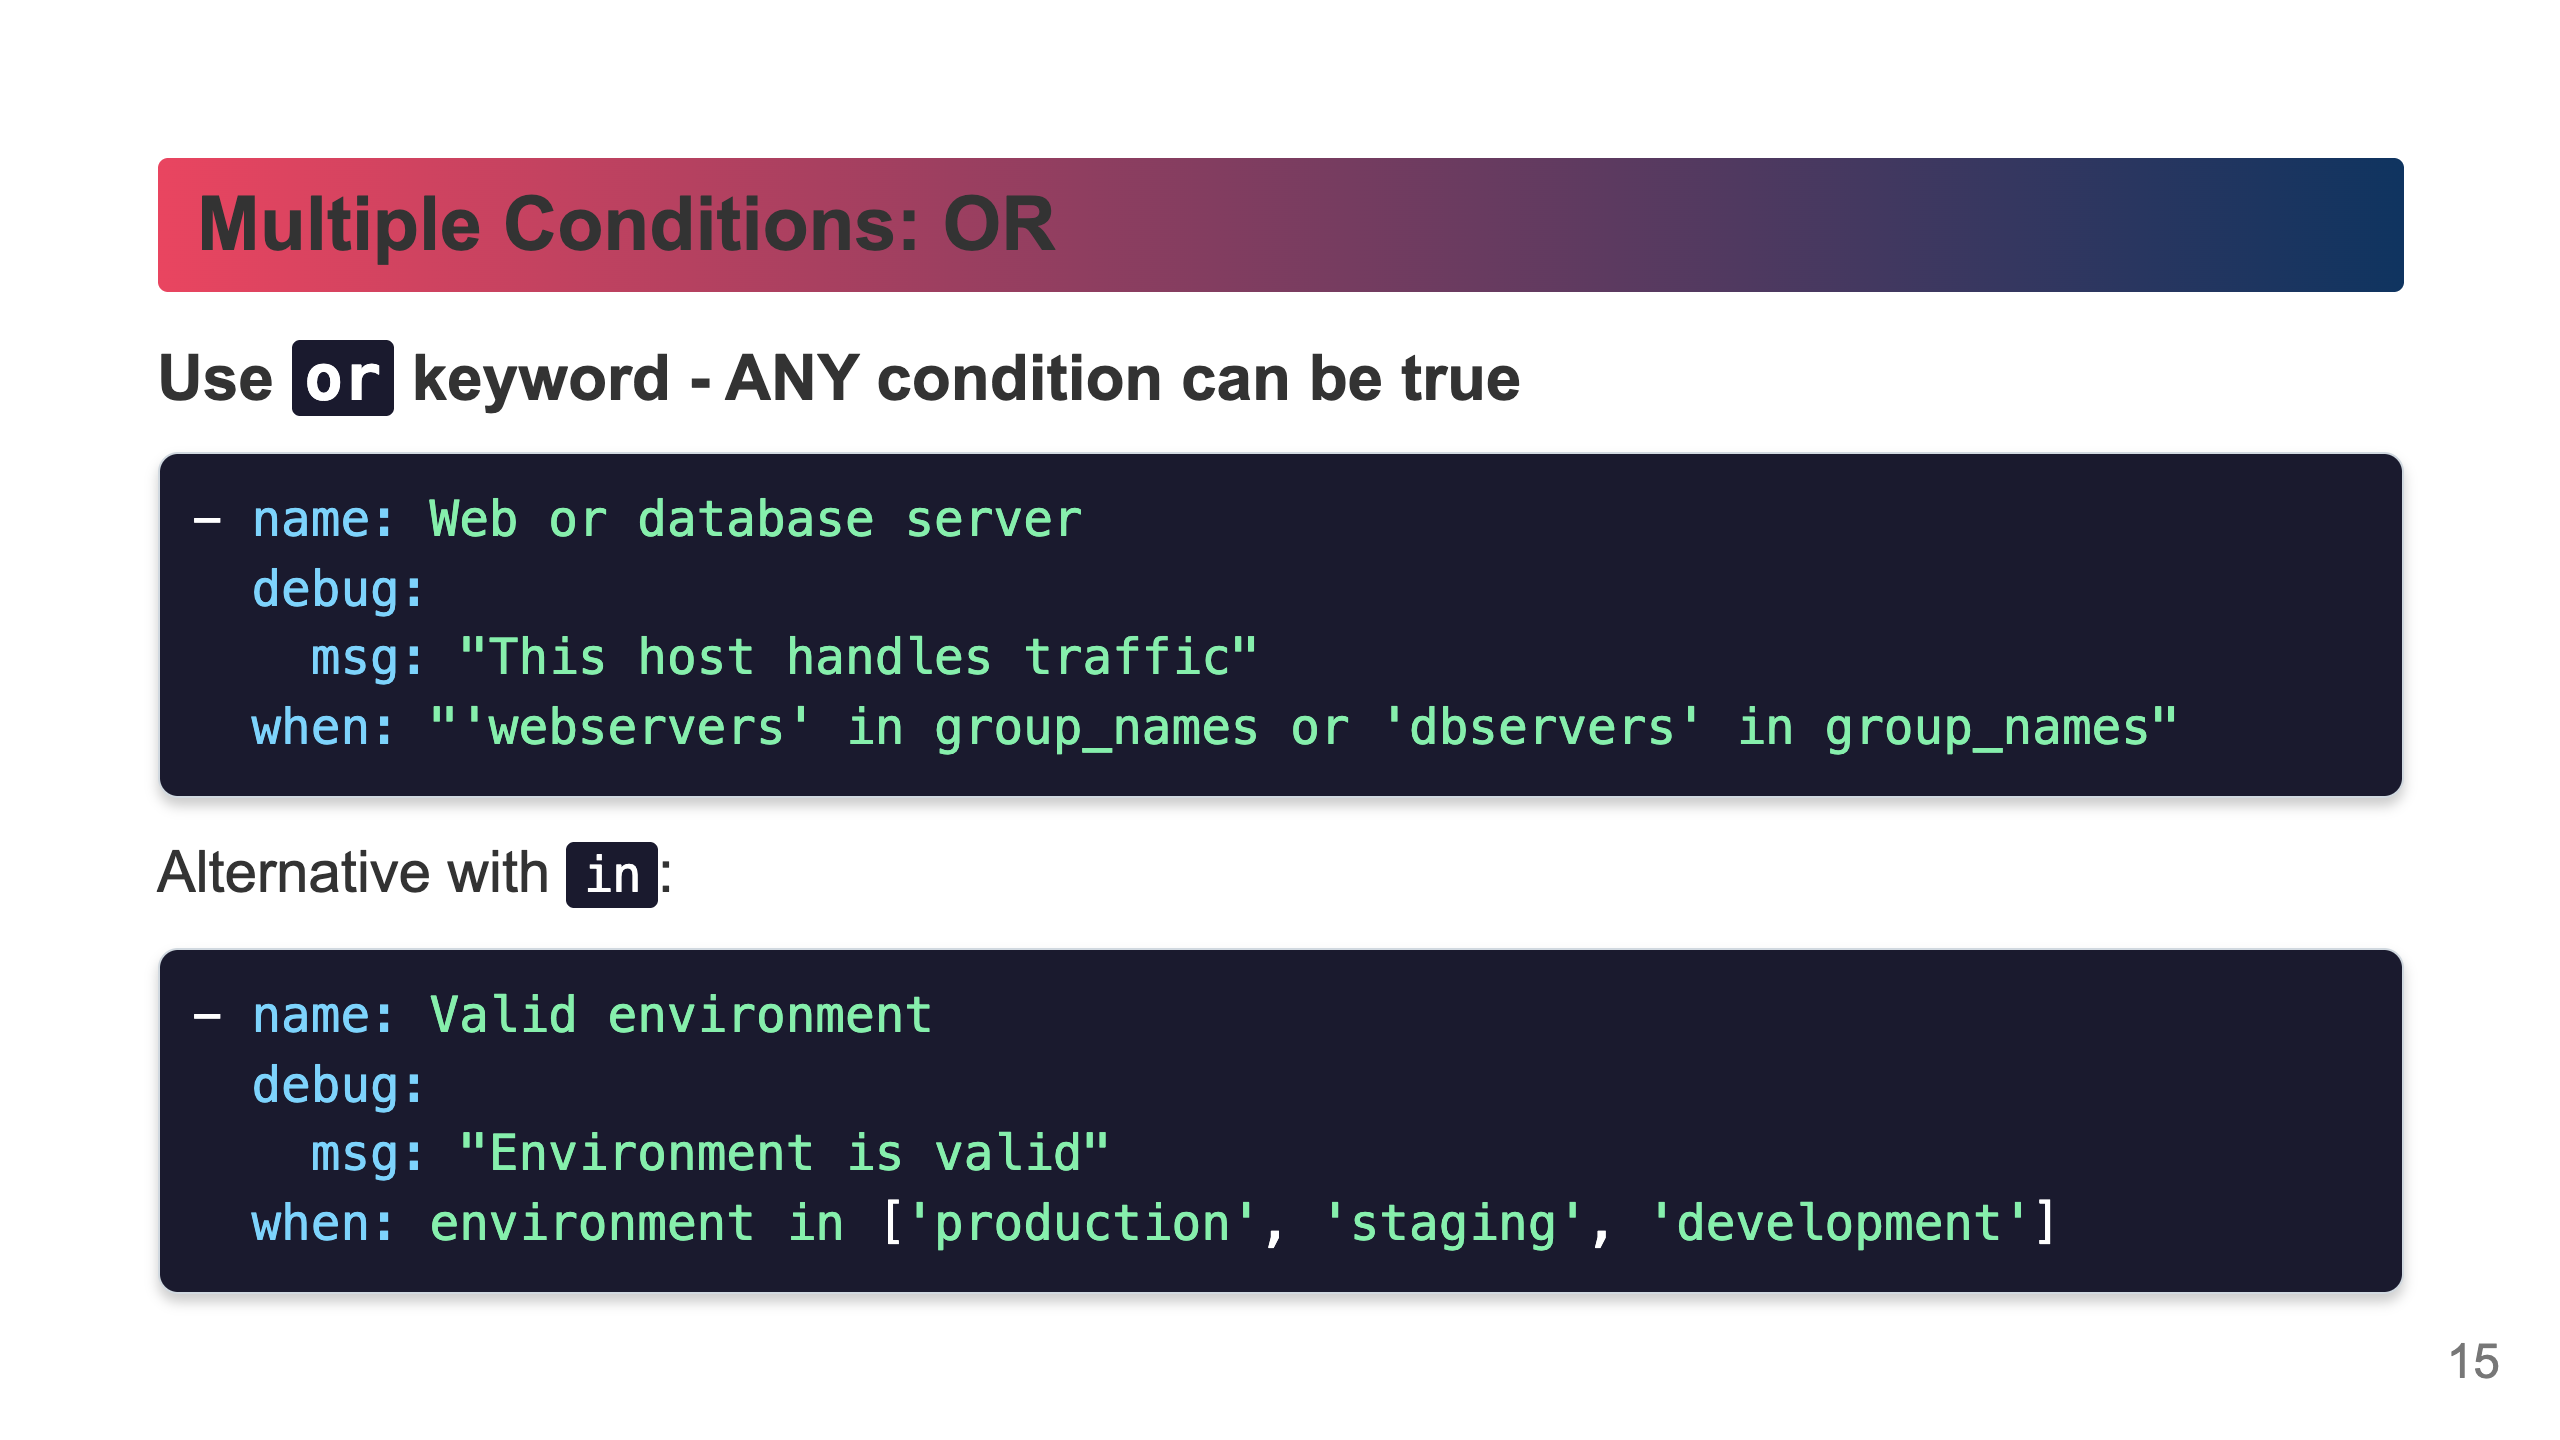 Multiple Conditions: OR
Use or keyword - ANY condition can be true
- name: Web or database server
  debug:
    msg: "This host handles traffic"
  when: "'webservers' in group_names or 'dbservers' in group_names"
Alternative with in:
- name: Valid environment
  debug:
    msg: "Environment is valid"
  when: environment in ['production', 'staging', 'development']
15